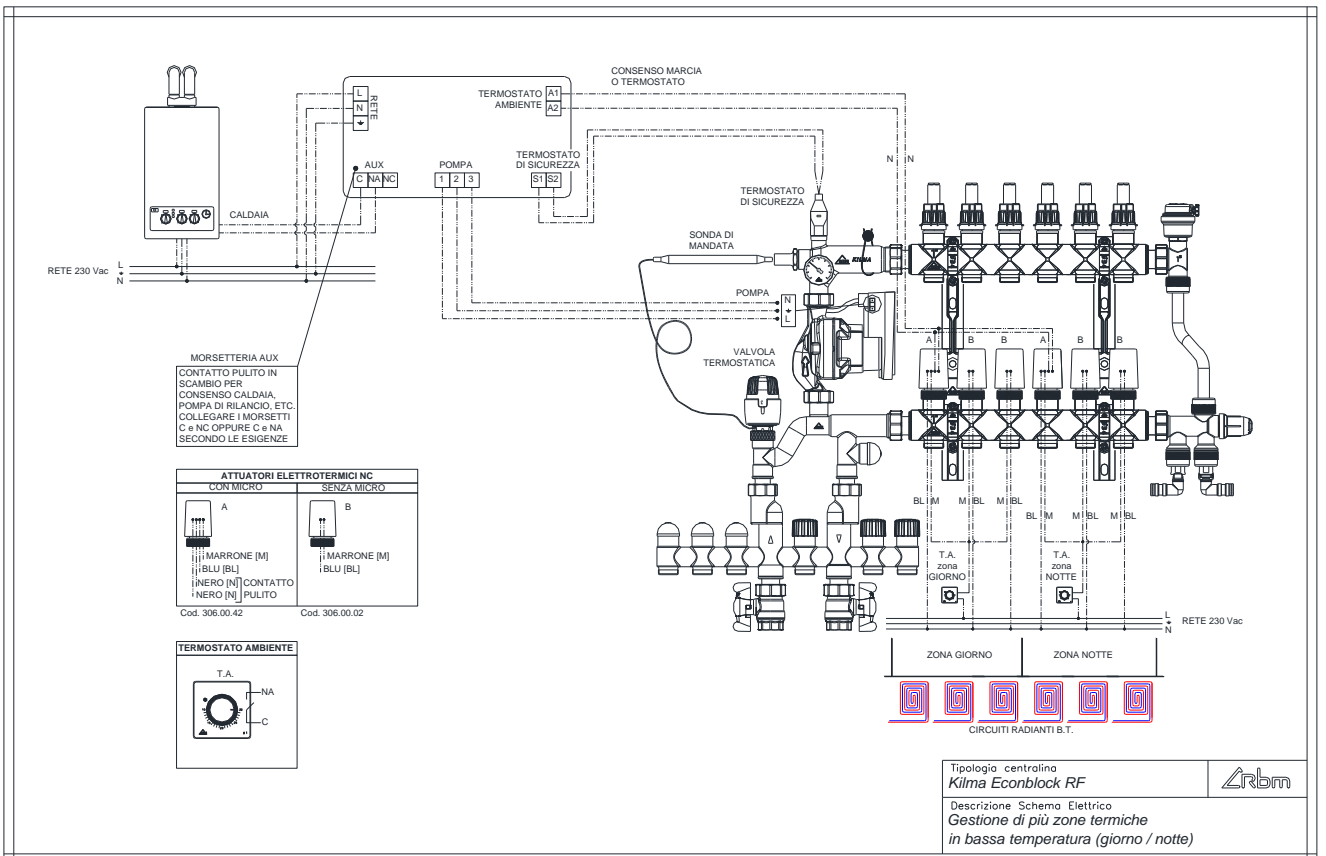 CONSENSO MARCIA
O TERMOSTATO
L
N
RETE
TERMOSTATO
AMBIENTE
A1
A2
AUX
C NA NC
POMPA
1 2 3
TERMOSTATO
DI SICUREZZA
S1 S2
CALDAIA
RETE 230 Vac
L
N
TERMOSTATO
DI SICUREZZA
SONDA DI
MANDATA
KILMA
POMPA
N
L
VALVOLA
TERMOSTATICA
N N
1"
A B B A B B
MORSETTERIA AUX
CONTATTO PULITO IN
SCAMBIO PER
CONSENSO CALDAIA,
POMPA DI RILANCIO, ETC.
COLLEGARE I MORSETTI
C e NC OPPURE C e NA
SECONDO LE ESIGENZE
ATTUATORI ELETTROTERMICI NC
CON MICRO
SENZA MICRO
A
MARRONE [M]
BLU [BL]
NERO [N] CONTATTO
NERO [N] PULITO
B
MARRONE [M]
BLU [BL]
Cod. 306.00.42
Cod. 306.00.02
TERMOSTATO AMBIENTE
T.A.
NA
C
BL M M BL M BL
BL M M BL M BL
T.A.
zona
GIORNO
T.A.
zona
NOTTE
L
N
RETE 230 Vac
ZONA GIORNO
ZONA NOTTE
CIRCUITI RADIANTI B.T.
Tipologia centralina
Kilma Econblock RF
rbm
Descrizione Schema Elettrico
Gestione di più zone termiche
in bassa temperatura (giorno / notte)